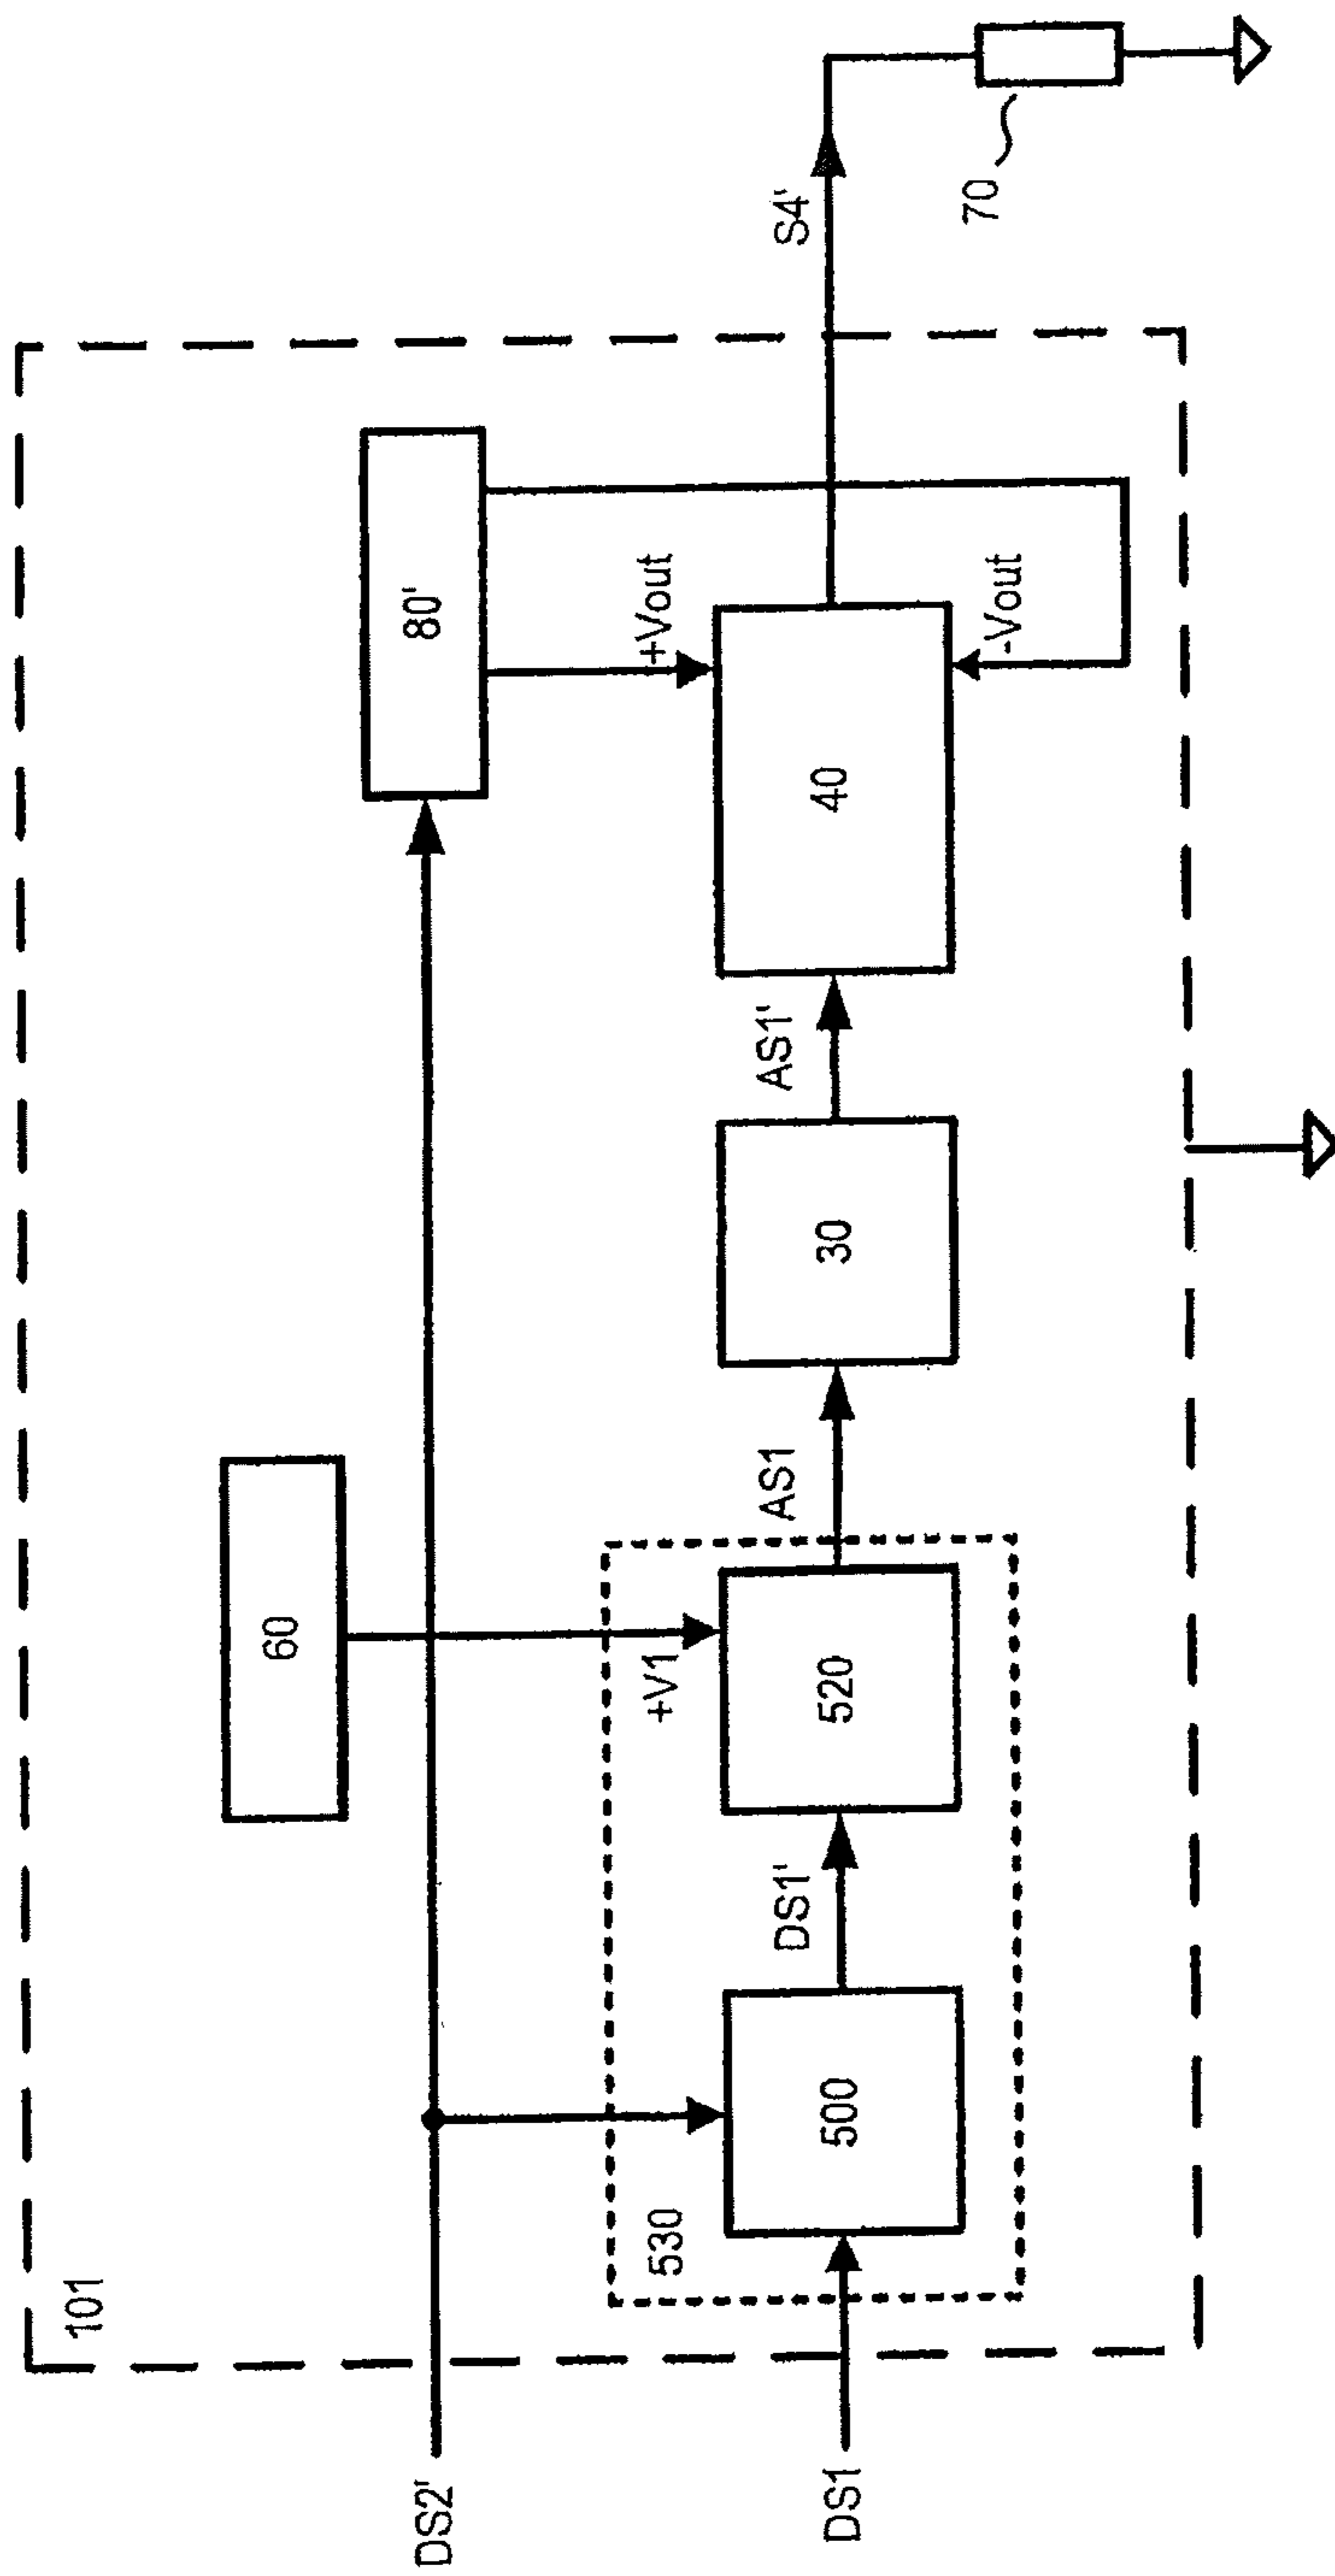 101
60
80'
DS2'
+V1
+Vout
530
DS1
500
DS1'
520
AS1
30
AS1'
40
-Vout
S4'
70